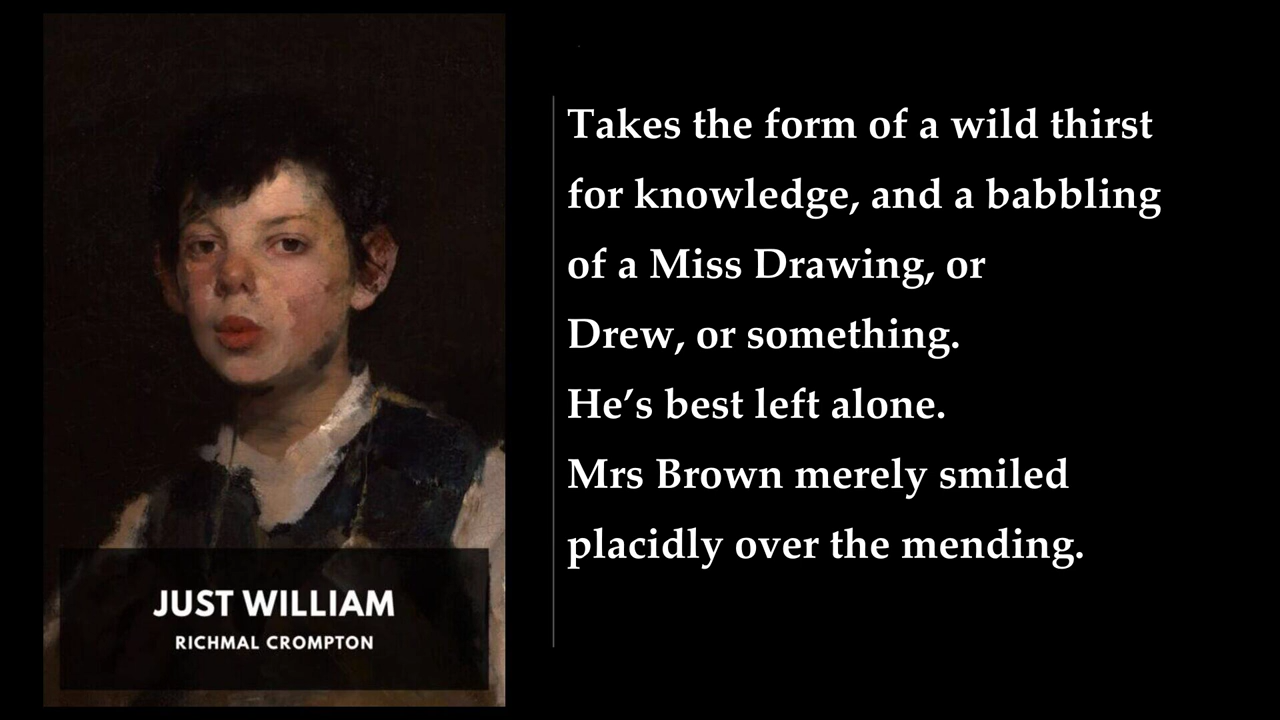 JUST WILLIAM
RICHMAL CROMPTON
Takes the form of a wild thirst
for knowledge, and a babbling
of a Miss Drawing, or
Drew, or something.
He’s best left alone.
Mrs Brown merely smiled
placidly over the mending.